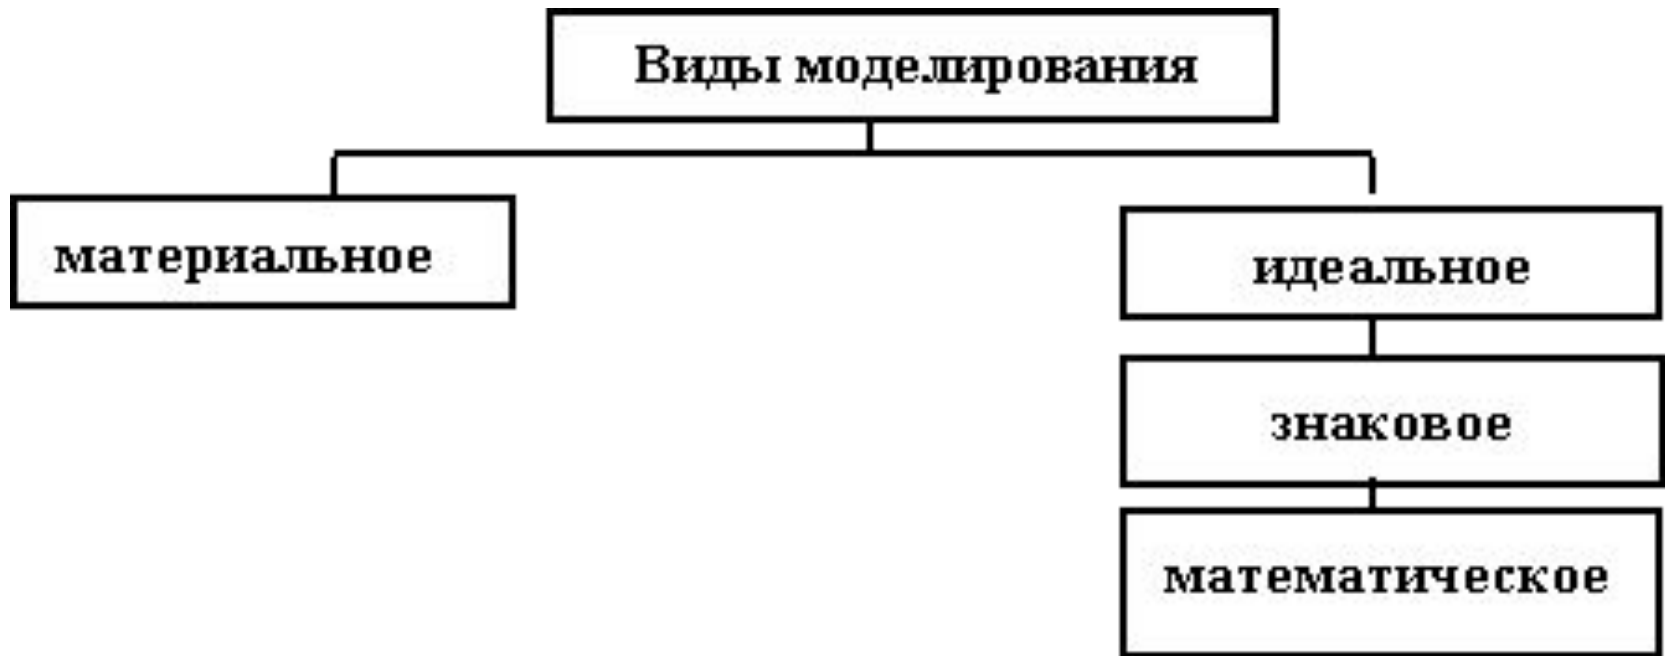 Виды моделирования
материальное
идеальное
знаковое
математическое